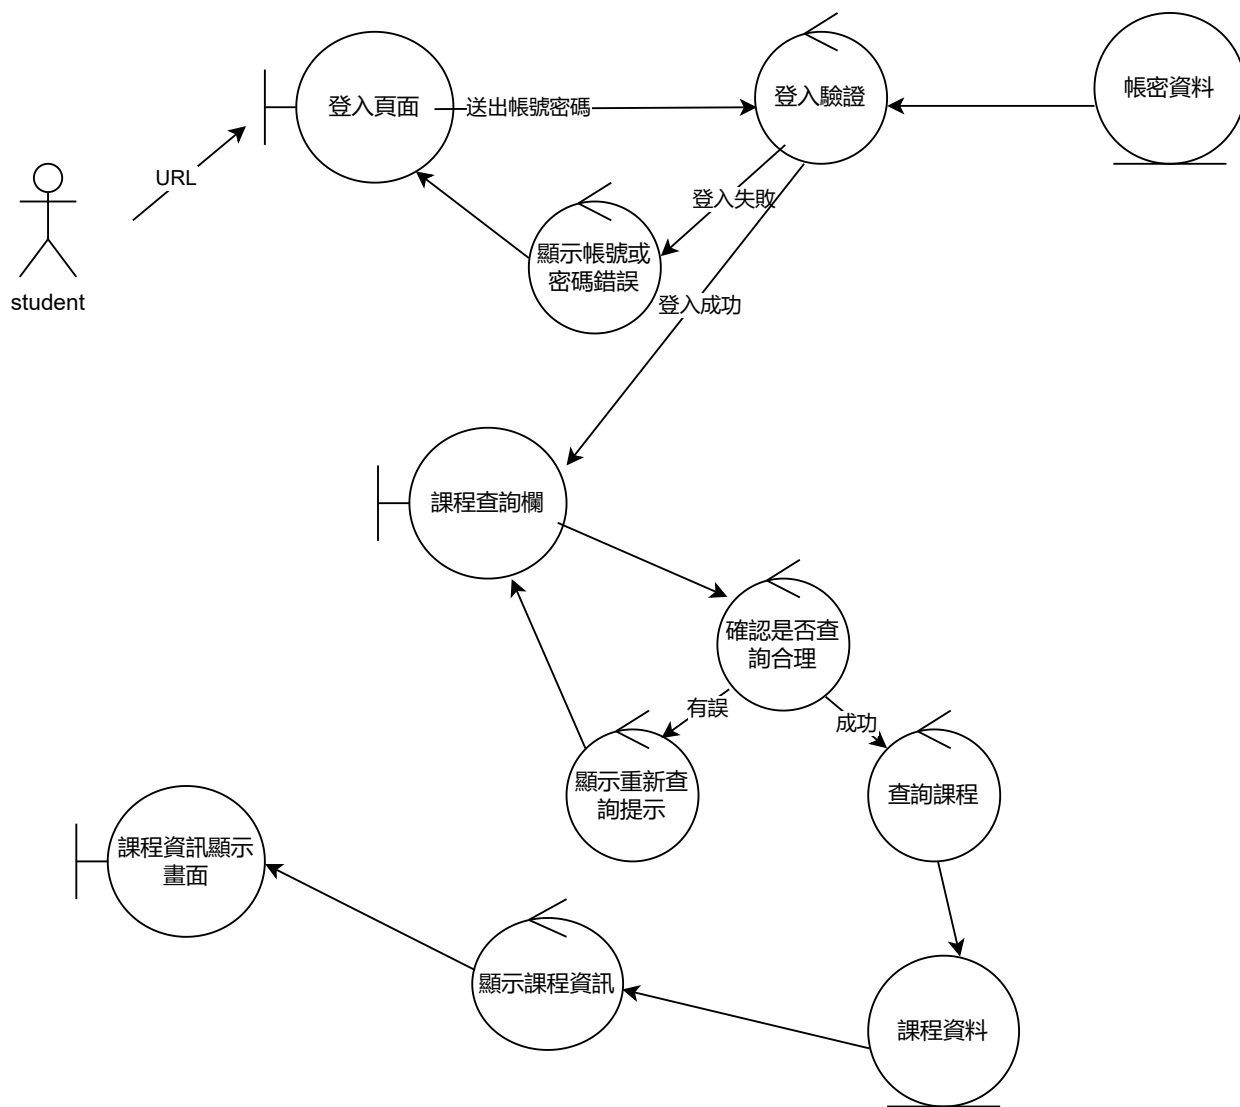 登入頁面
送出帳號密碼
登入驗證
帳密資料
URL
登入失敗
顯示帳號或
密碼錯誤
student
登入成功
課程查詢欄
確認是否查
詢合理
有誤
成功
顯示重新查
詢提示
查詢課程
課程資訊顯示
畫面
顯示課程資訊
課程資料